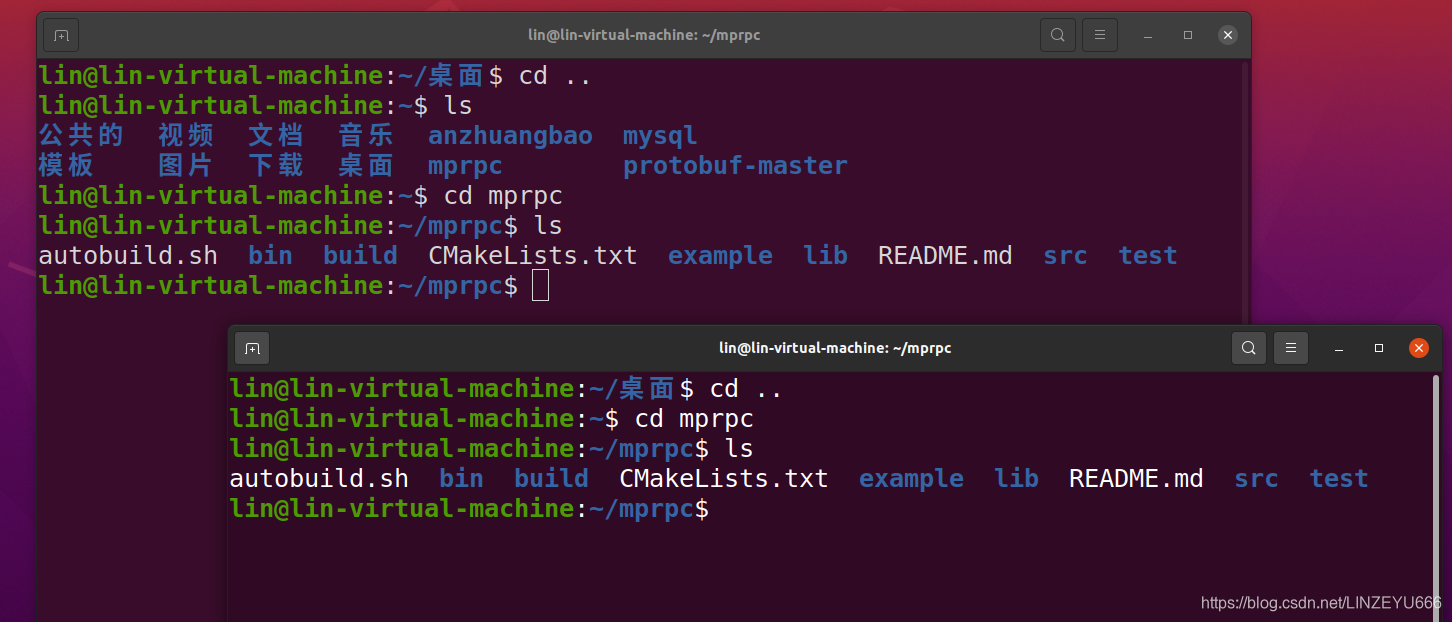 lin@lin-virtual-machine: ~/mprpc
lin@lin-virtual-machine:~/桌面$ cd ..
lin@lin-virtual-machine:~$ ls
公共的 视频 文档 音乐 anzhuangbao mysql
模板 图片 下载 桌面 mprpc protobuf-master
lin@lin-virtual-machine:~$ cd mprpc
lin@lin-virtual-machine:~/mprpc$ ls
autobuild.sh bin build CMakeLists.txt example lib README.md src test
lin@lin-virtual-machine:~/mprpc$
lin@lin-virtual-machine: ~/mprpc
lin@lin-virtual-machine:~/桌面$ cd ..
lin@lin-virtual-machine:~$ cd mprpc
lin@lin-virtual-machine:~/mprpc$ ls
autobuild.sh bin build CMakeLists.txt example lib README.md src test
lin@lin-virtual-machine:~/mprpc$
https://blog.csdn.net/LINZEYU666